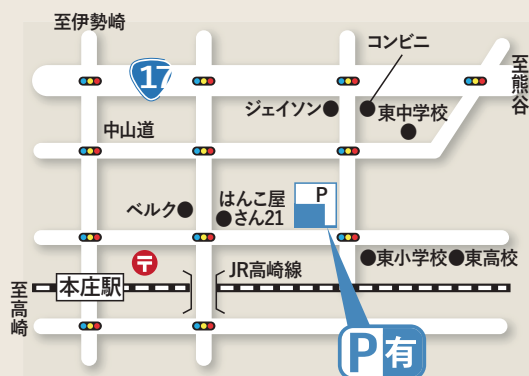 至伊勢崎
17
コンビニ
至熊谷
ジェイソン
東中学校
中山道
ベルク
はんこ屋
さん21
P
〒
JR高崎線
東小学校
東高校
本庄駅
至高崎
P有